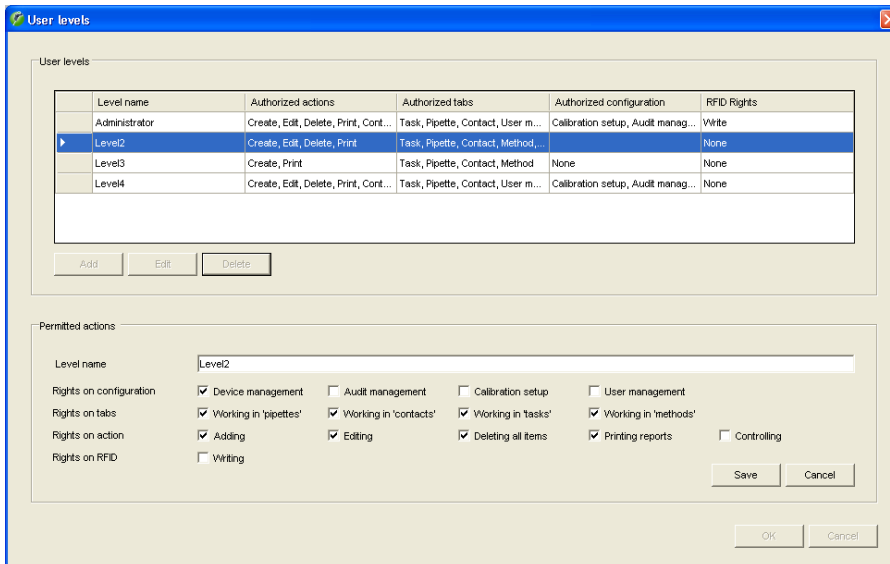 User levels
User levels
Level name Authorized actions Authorized tabs Authorized configuration RFID Rights
Administrator Create, Edit, Delete, Print, Cont... Task, Pipette, Contact, User m... Calibration setup, Audit manag... Write
Level2 Create, Edit, Delete, Print Task, Pipette, Contact, Method,... None
Level3 Create, Print Task, Pipette, Contact, Method None None
Level4 Create, Edit, Delete, Print, Cont... Task, Pipette, Contact, User m... Calibration setup, Audit manag... None
Add Edit Delete
Permitted actions
Level name Level2
Rights on configuration Device management Audit management Calibration setup User management
Rights on tabs Working in 'pipettes' Working in 'contacts' Working in 'tasks' Working in 'methods'
Rights on action Adding Editing Deleting all items Printing reports Controlling
Rights on RFID Writing
Save Cancel
OK Cancel